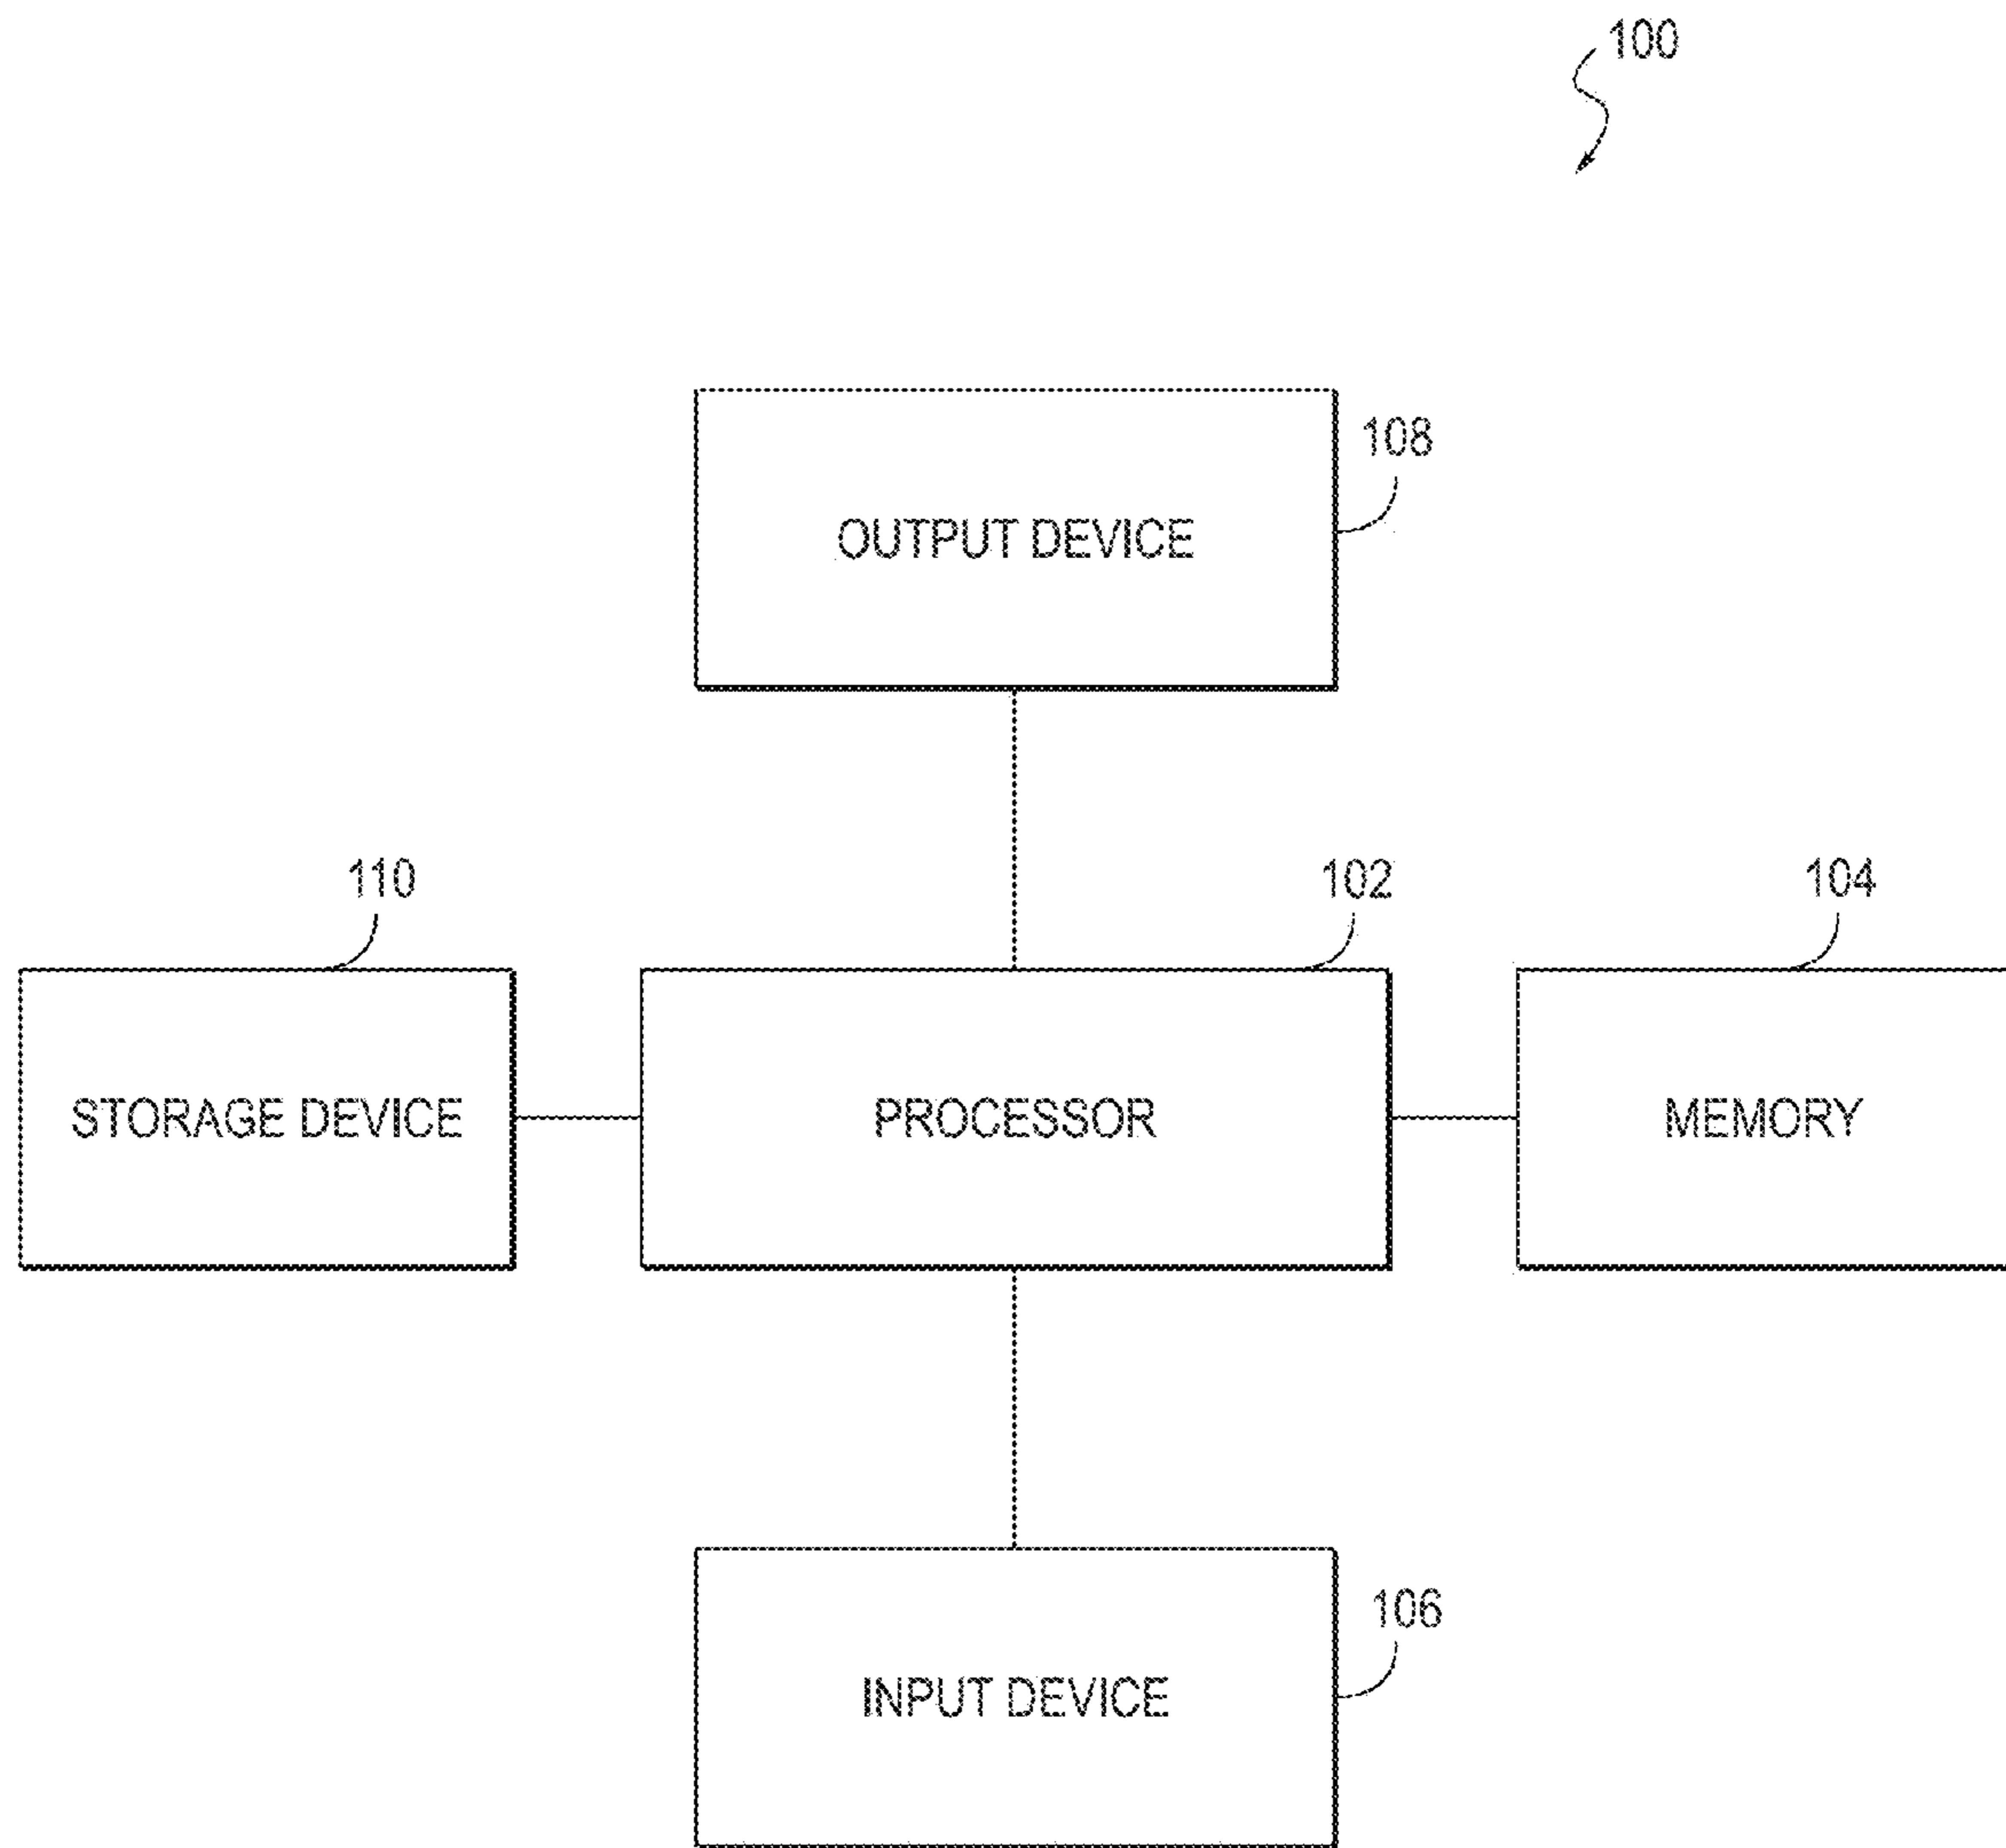 100
108
OUTPUT DEVICE
110
102
104
STORAGE DEVICE
PROCESSOR
MEMORY
106
INPUT DEVICE